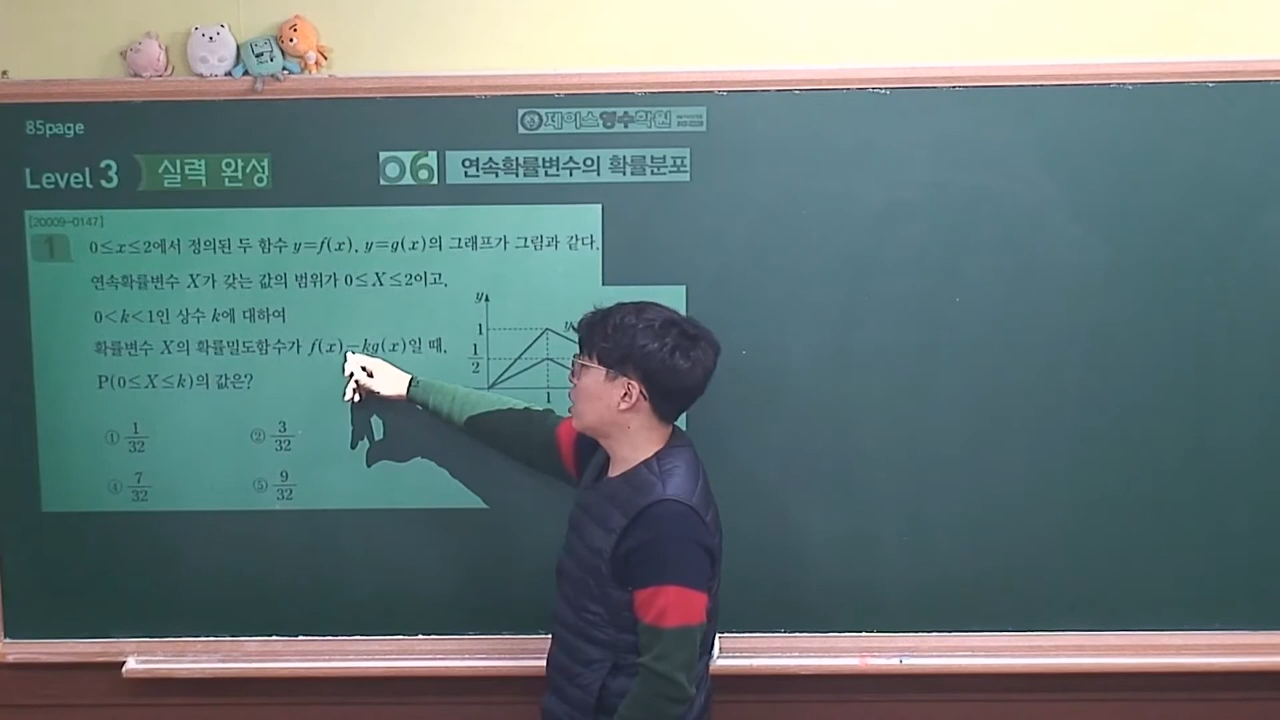 85page
제이스영수학원
Level 3 실력 완성 06 연속확률변수의 확률분포
[20009-0147]
1 0≤x≤2에서 정의된 두 함수 y=f(x), y=g(x)의 그래프가 그림과 같다.
연속확률변수 X가 갖는 값의 범위가 0≤X≤2이고,
0<k<1인 상수 k에 대하여
확률변수 X의 확률밀도함수가 f(x)-kg(x)일 때,
P(0≤X≤k)의 값은?
y
1 y
1/2
1
① 1/32 ② 3/32
④ 7/32 ⑤ 9/32